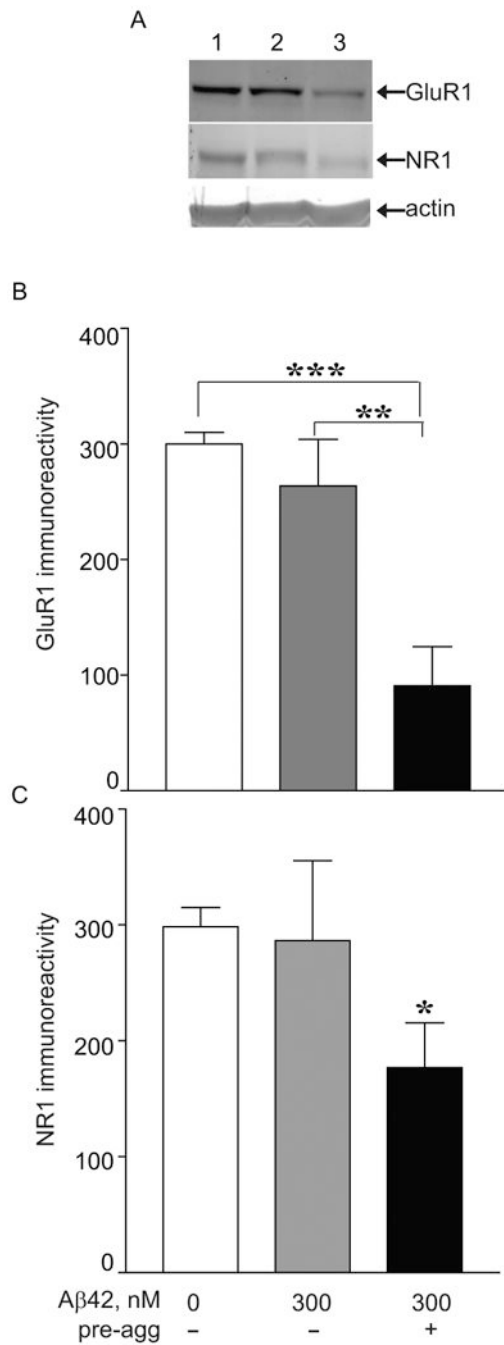 A
1 2 3
GluR1
NR1
actin
B
400
300
200
100
0
GluR1 immunoreactivity
***
**
C
400
300
200
100
0
NR1 immunoreactivity
*
Aβ42, nM 0 300 300
pre-agg – – +